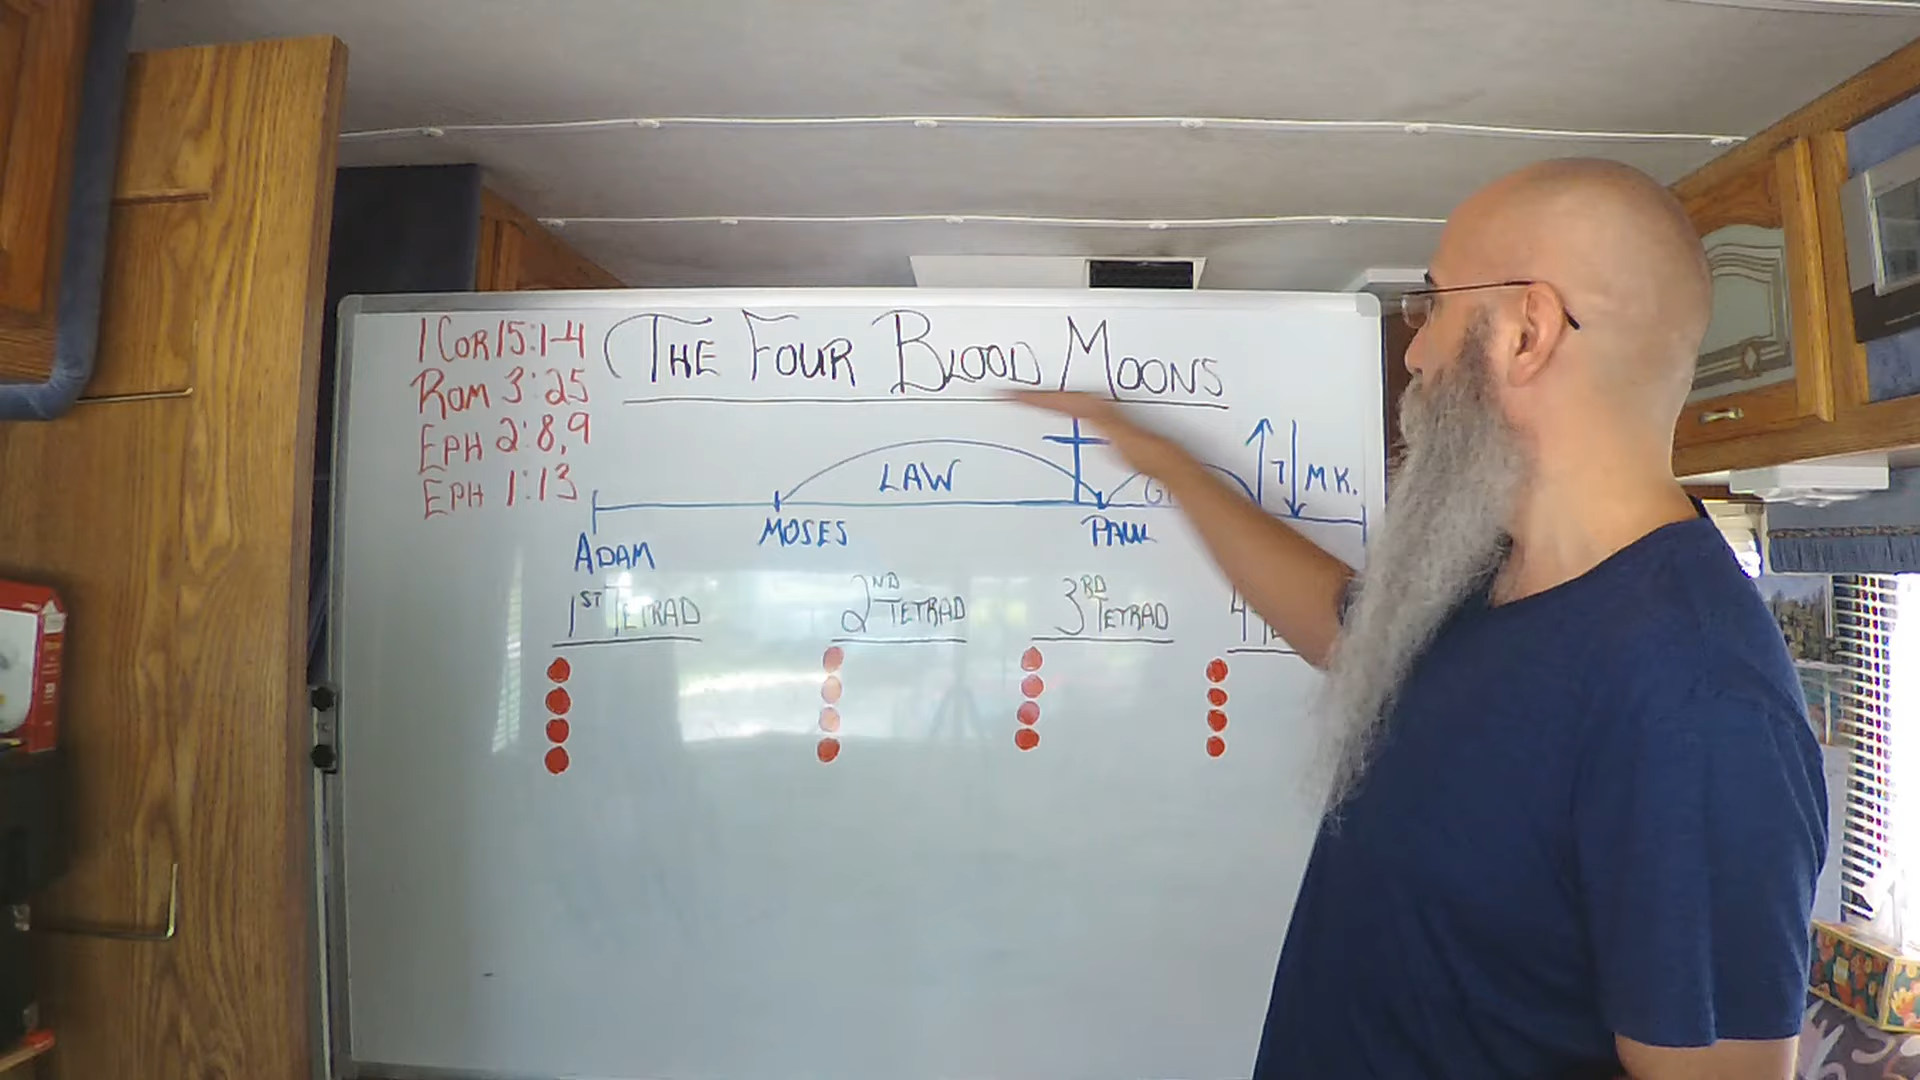 1 COR 15:1-4
ROM 3:25
EPH 2:8,9
EPH 1:13
THE FOUR BLOOD MOONS
LAW
7
M.K.
ADAM
MOSES
PAUL
1ST TETRAD
2ND TETRAD
3RD TETRAD